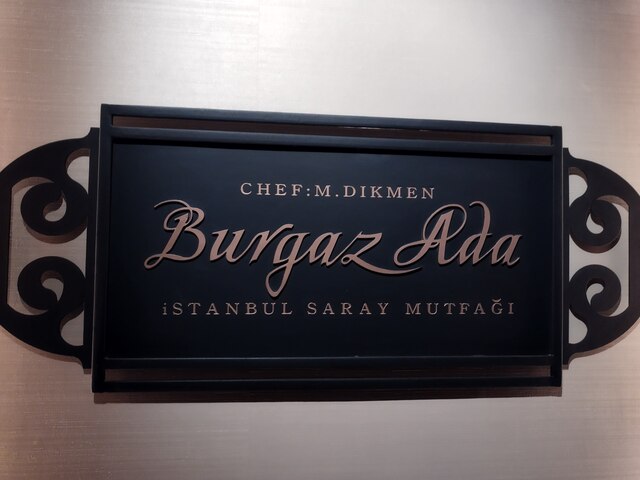 CHEF:M.DIKMEN
Burgaz Ada
iSTANBUL SARAY MUTFAĞI